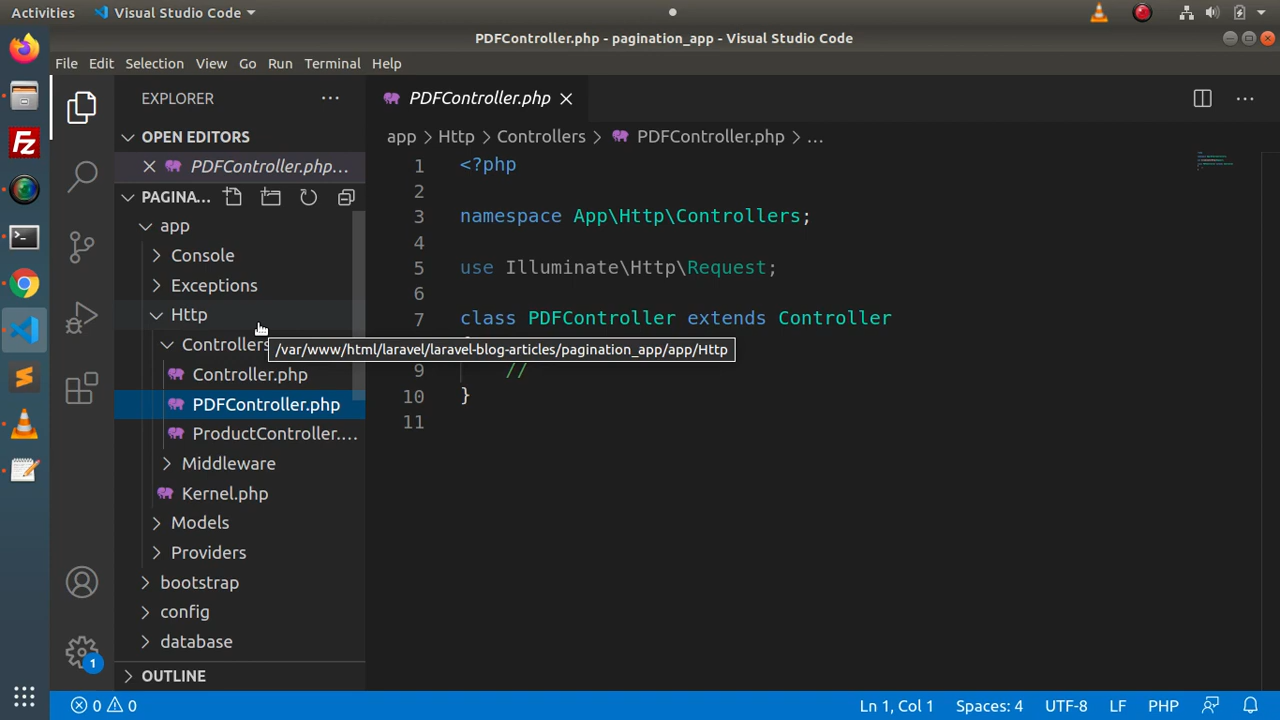 Activities Visual Studio Code
PDFController.php - pagination_app - Visual Studio Code
File Edit Selection View Go Run Terminal Help
EXPLORER
OPEN EDITORS
PDFController.php...
PAGINA...
app
Console
Exceptions
Http
Controllers
/var/www/html/laravel/laravel-blog-articles/pagination_app/app/Http
Controller.php
PDFController.php
ProductController....
Middleware
Kernel.php
Models
Providers
bootstrap
config
database
OUTLINE
1
PDFController.php
app > Http > Controllers > PDFController.php > ...
1 <?php
2
3 namespace App\Http\Controllers;
4
5 use Illuminate\Http\Request;
6
7 class PDFController extends Controller
9 //
10 }
11
0 0 Ln 1, Col 1 Spaces: 4 UTF-8 LF PHP